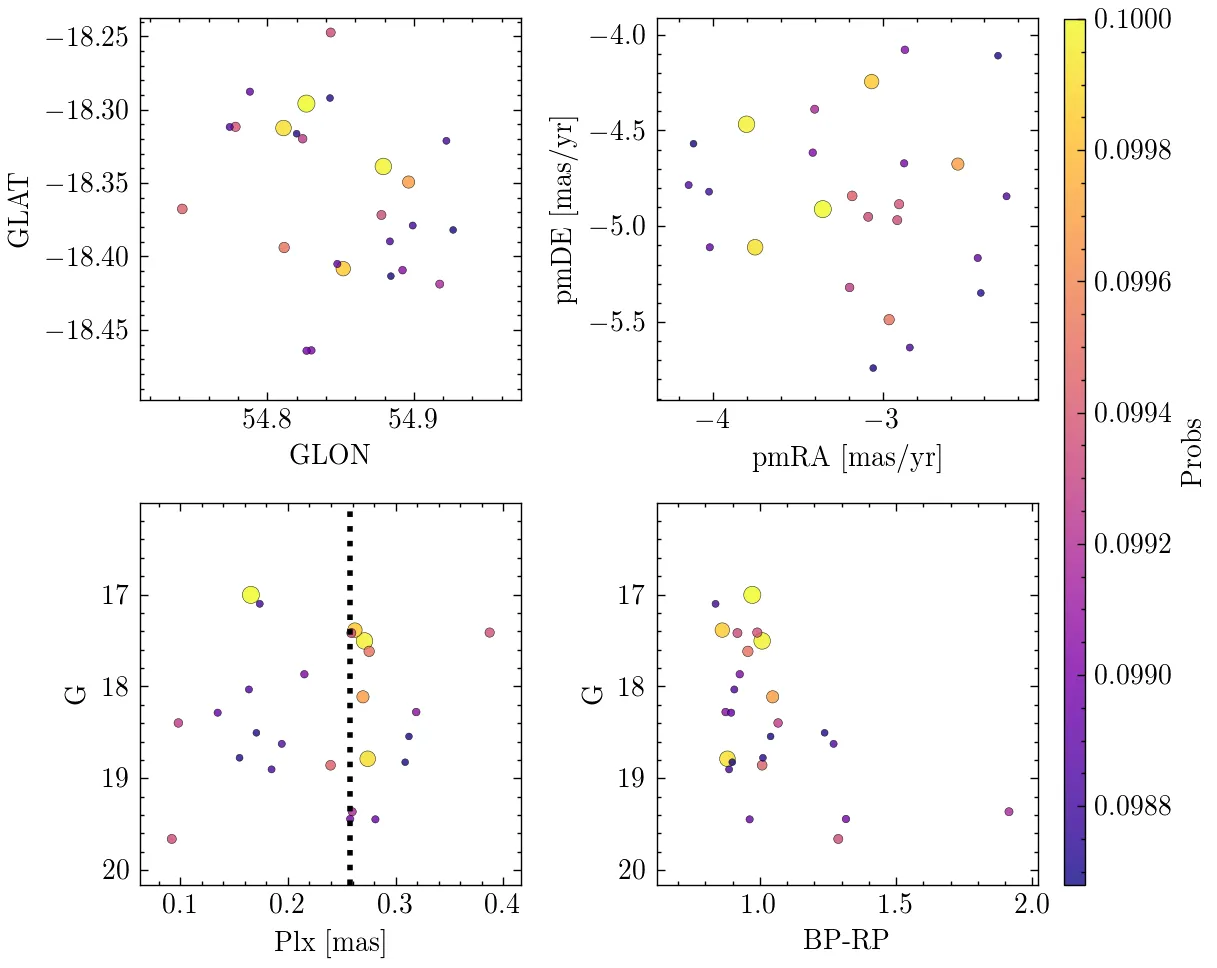 −18.25
−18.30
−18.35
−18.40
−18.45
GLAT
54.8 54.9
GLON
−4.0
−4.5
−5.0
−5.5
pmDE [mas/yr]
−4 −3
pmRA [mas/yr]
17
18
19
20
G
0.1 0.2 0.3 0.4
Plx [mas]
17
18
19
20
G
1.0 1.5 2.0
BP-RP
0.1000
0.0998
0.0996
0.0994
0.0992
0.0990
0.0988
Probs